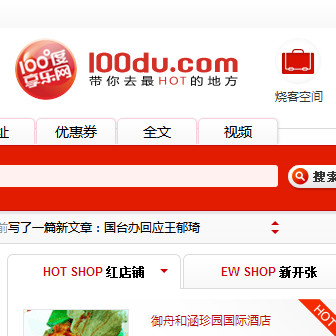 100度
享乐网
100du.com
带你去最HOT的地方
烧客空间
址
优惠券
全文
视频
搜索
前写了一篇新文章：国台办回应王郁琦
HOT SHOP 红店铺
EW SHOP 新开张
御舟和涵珍园国际酒店
HOT